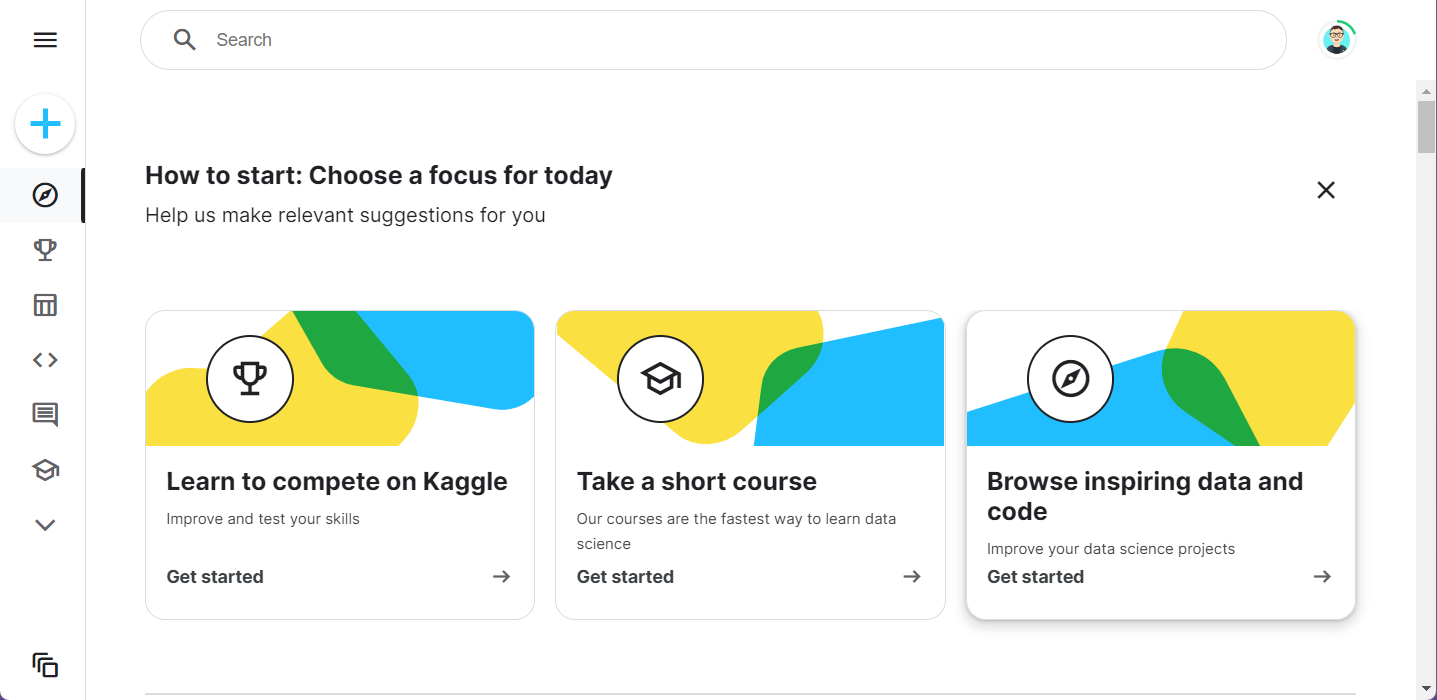 Search
How to start: Choose a focus for today
Help us make relevant suggestions for you
Learn to compete on Kaggle
Improve and test your skills
Get started
Take a short course
Our courses are the fastest way to learn data
science
Get started
Browse inspiring data and
code
Improve your data science projects
Get started